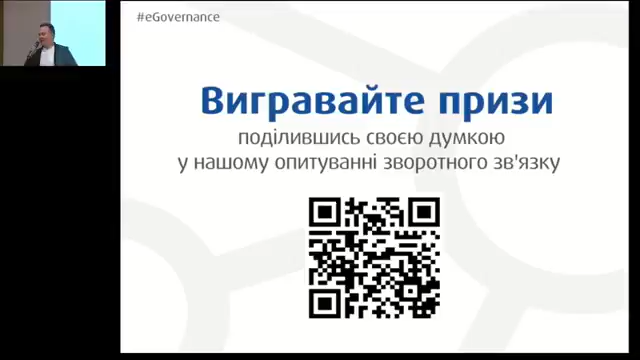 #eGovernance
Вигравайте призи
поділившись своєю думкою
у нашому опитуванні зворотного зв'язку